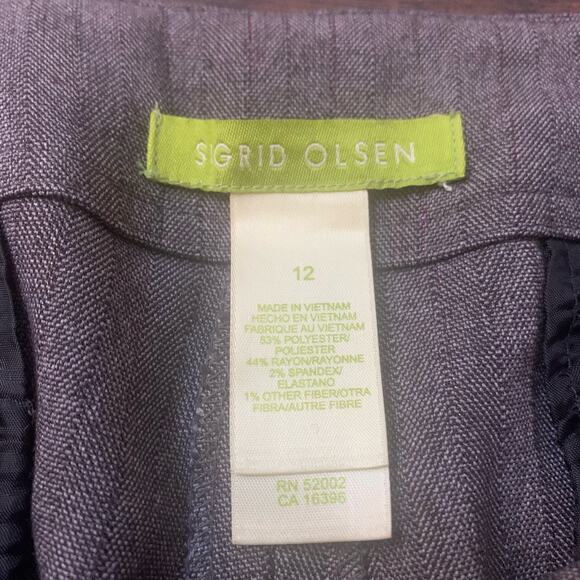 SIGRID OLSEN
12
MADE IN VIETNAM
HECHO EN VIETNAM
FABRIQUE AU VIETNAM
53% POLYESTER/
POLIESTER
44% RAYON/RAYONNE
2% SPANDEX/
ELASTANO
1% OTHER FIBER/OTRA
FIBRA/AUTRE FIBRE
RN 52002
CA 16396